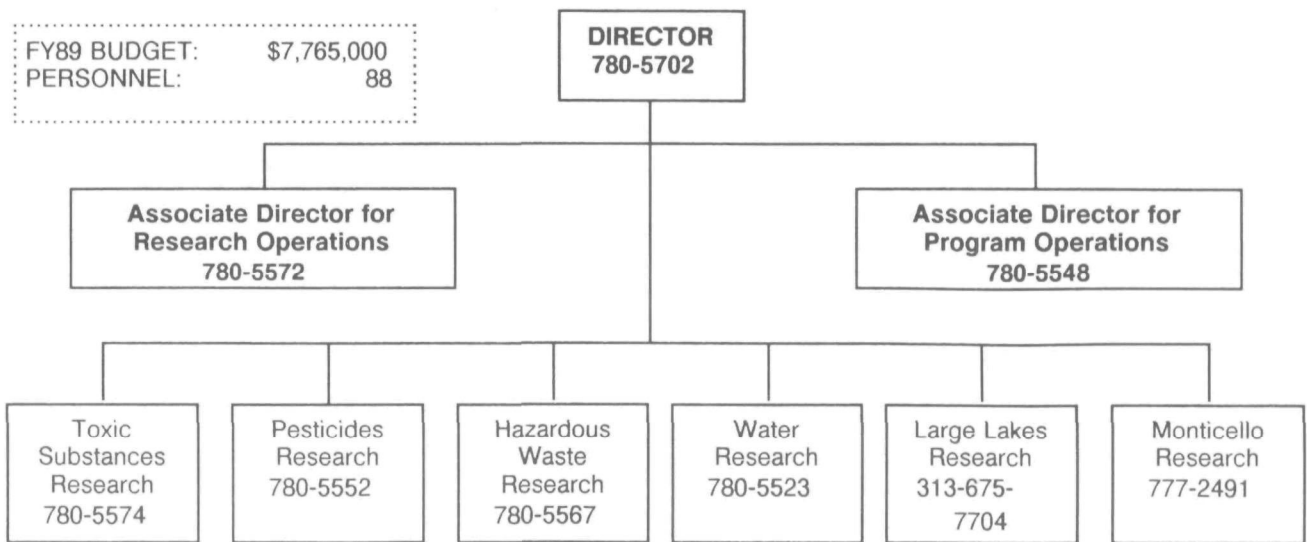 FY89 BUDGET: $7,765,000
PERSONNEL: 88
DIRECTOR
780-5702
Associate Director for
Research Operations
780-5572
Associate Director for
Program Operations
780-5548
Toxic
Substances
Research
780-5574
Pesticides
Research
780-5552
Hazardous
Waste
Research
780-5567
Water
Research
780-5523
Large Lakes
Research
313-675-
7704
Monticello
Research
777-2491